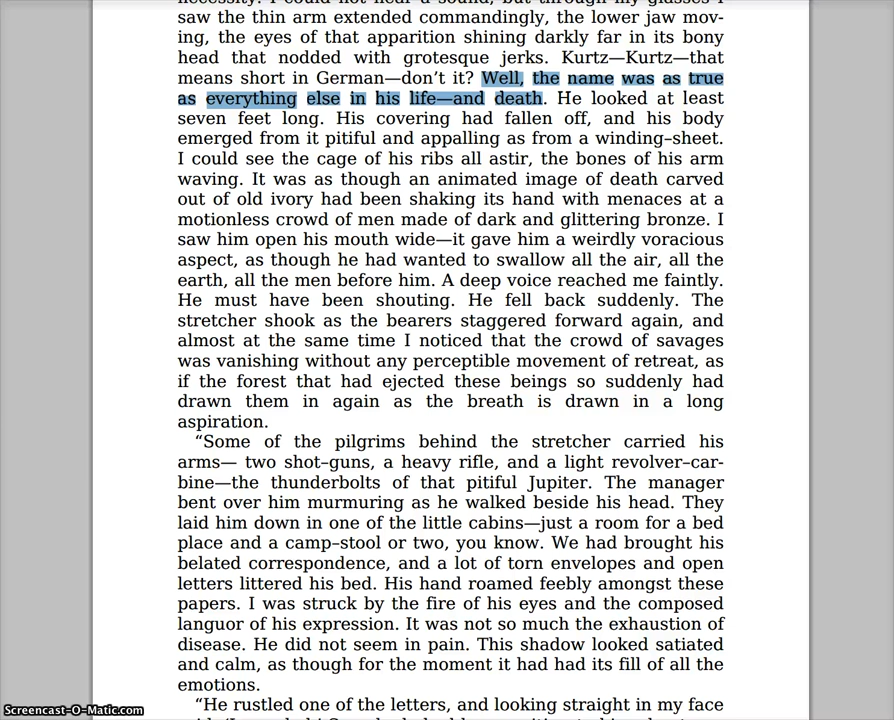 necessity. I could not hear a sound, but through my glasses I
saw the thin arm extended commandingly, the lower jaw mov-
ing, the eyes of that apparition shining darkly far in its bony
head that nodded with grotesque jerks. Kurtz—Kurtz—that
means short in German—don't it? Well, the name was as true
as everything else in his life—and death. He looked at least
seven feet long. His covering had fallen off, and his body
emerged from it pitiful and appalling as from a winding–sheet.
I could see the cage of his ribs all astir, the bones of his arm
waving. It was as though an animated image of death carved
out of old ivory had been shaking its hand with menaces at a
motionless crowd of men made of dark and glittering bronze. I
saw him open his mouth wide—it gave him a weirdly voracious
aspect, as though he had wanted to swallow all the air, all the
earth, all the men before him. A deep voice reached me faintly.
He must have been shouting. He fell back suddenly. The
stretcher shook as the bearers staggered forward again, and
almost at the same time I noticed that the crowd of savages
was vanishing without any perceptible movement of retreat, as
if the forest that had ejected these beings so suddenly had
drawn them in again as the breath is drawn in a long
aspiration.
“Some of the pilgrims behind the stretcher carried his
arms— two shot–guns, a heavy rifle, and a light revolver–car-
bine—the thunderbolts of that pitiful Jupiter. The manager
bent over him murmuring as he walked beside his head. They
laid him down in one of the little cabins—just a room for a bed
place and a camp–stool or two, you know. We had brought his
belated correspondence, and a lot of torn envelopes and open
letters littered his bed. His hand roamed feebly amongst these
papers. I was struck by the fire of his eyes and the composed
languor of his expression. It was not so much the exhaustion of
disease. He did not seem in pain. This shadow looked satiated
and calm, as though for the moment it had had its fill of all the
emotions.
“He rustled one of the letters, and looking straight in my face
Screencast-O-Matic.com